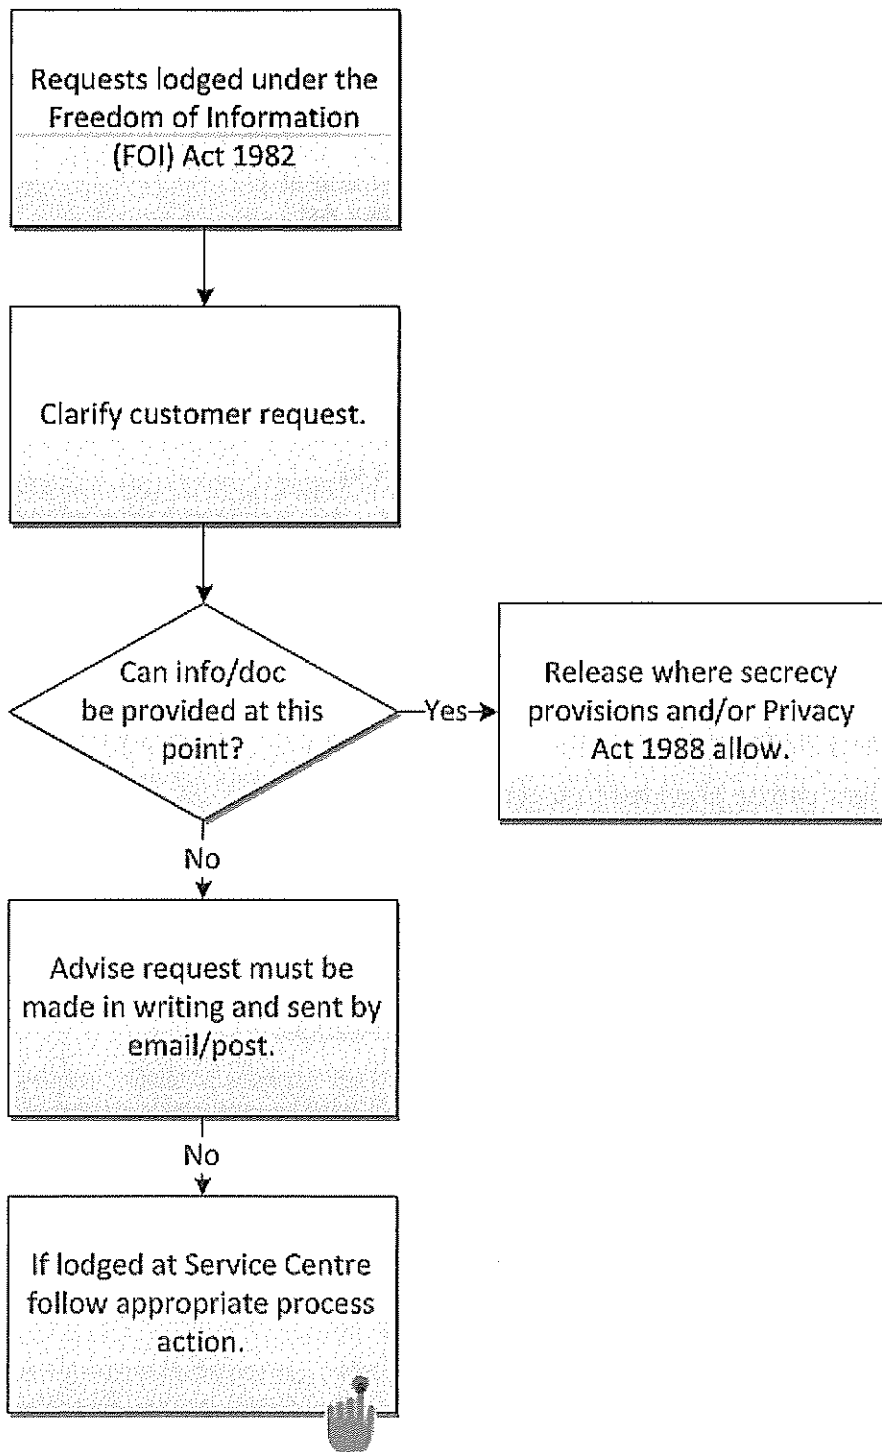 Requests lodged under the
Freedom of Information
(FOI) Act 1982
Clarify customer request.
Can info/doc
be provided at this
point?
Yes
Release where secrecy
provisions and/or Privacy
Act 1988 allow.
No
Advise request must be
made in writing and sent by
email/post.
No
If lodged at Service Centre
follow appropriate process
action.